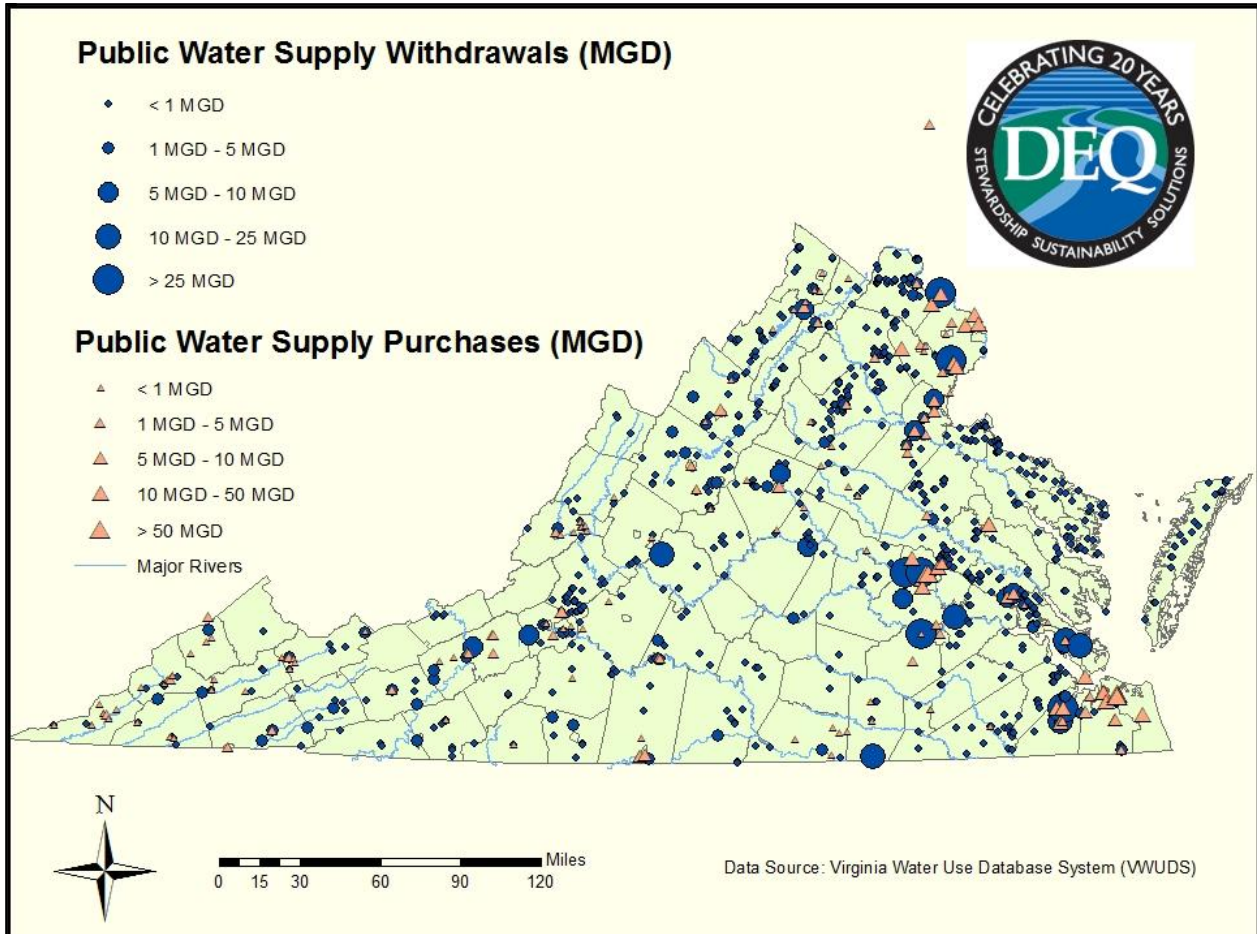 Public Water Supply Withdrawals (MGD)
< 1 MGD
1 MGD - 5 MGD
5 MGD - 10 MGD
10 MGD - 25 MGD
> 25 MGD
Public Water Supply Purchases (MGD)
< 1 MGD
1 MGD - 5 MGD
5 MGD - 10 MGD
10 MGD - 50 MGD
> 50 MGD
Major Rivers
CELEBRATING 20 YEARS
DEQ
STEWARDSHIP SUSTAINABILITY SOLUTIONS
N
Miles
0 15 30 60 90 120
Data Source: Virginia Water Use Database System (VWUDS)